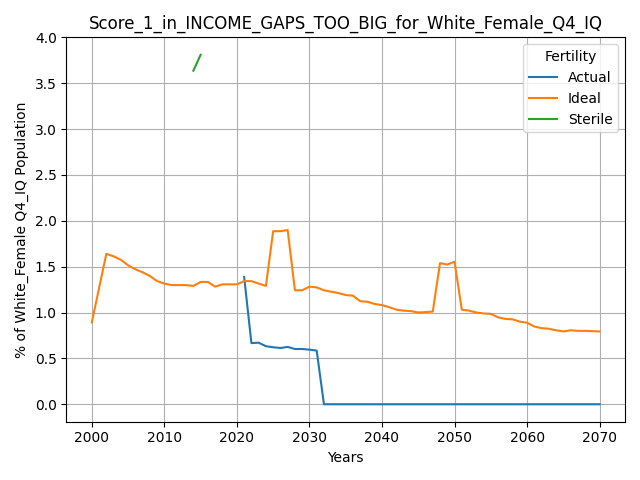 Score_1_in_INCOME_GAPS_TOO_BIG_for_White_Female_Q4_IQ
Fertility
Actual
Ideal
Sterile
% of White_Female Q4_IQ Population
4.0
3.5
3.0
2.5
2.0
1.5
1.0
0.5
0.0
2000 2010 2020 2030 2040 2050 2060 2070
Years